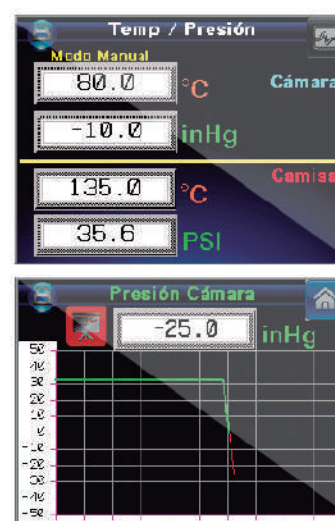 Temp / Presión
Modo Manual
80.0 °C Cámara
-10.0 inHg
135.0 °C Camisa
35.6 PSI
Presión Cámara
-25.0 inHg
50
40
30
20
10
0
-10
-20
-40
-50